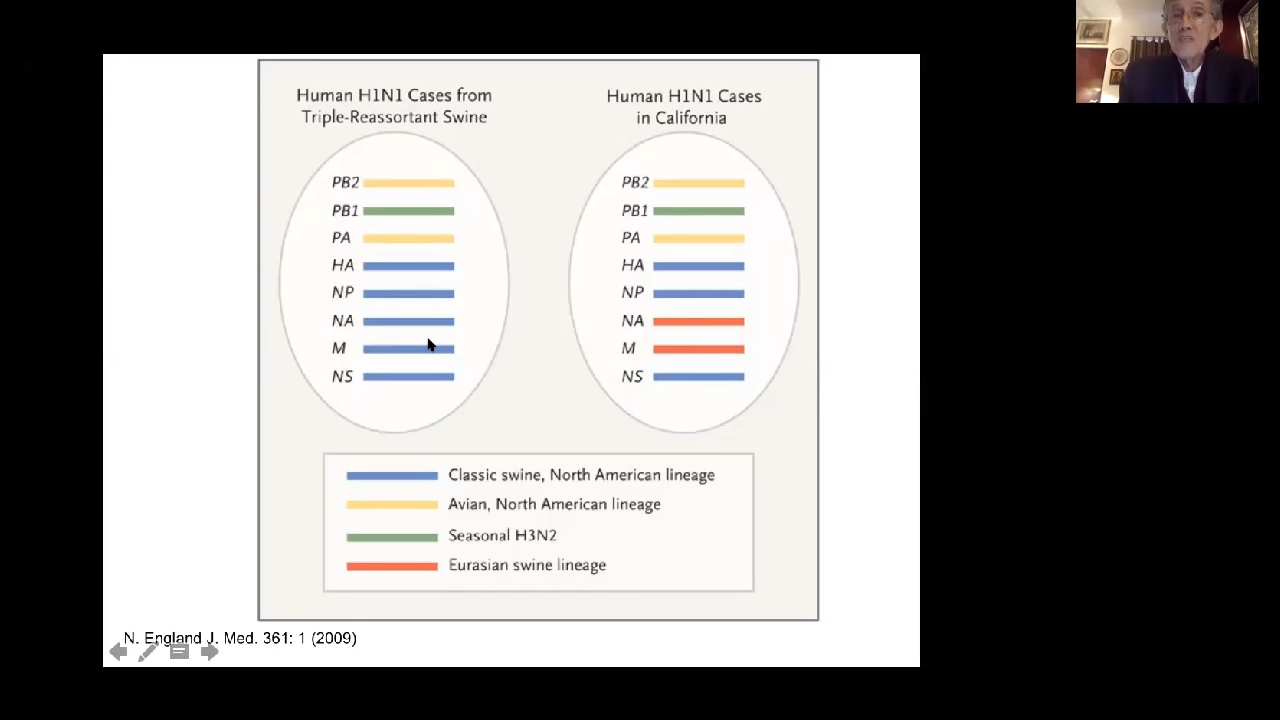 Human H1N1 Cases from
Triple-Reassortant Swine
PB2
PB1
PA
HA
NP
NA
M
NS
Human H1N1 Cases
in California
PB2
PB1
PA
HA
NP
NA
M
NS
Classic swine, North American lineage
Avian, North American lineage
Seasonal H3N2
Eurasian swine lineage
N. England J. Med. 361: 1 (2009)